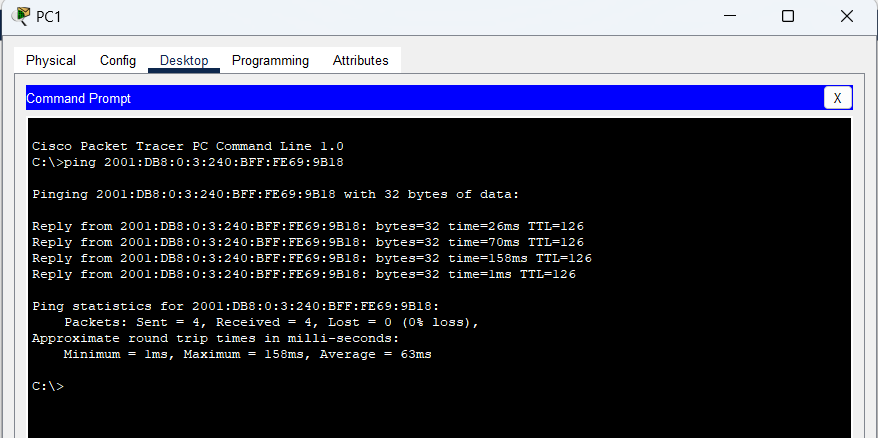 PC1
Physical Config Desktop Programming Attributes
Command Prompt X
Cisco Packet Tracer PC Command Line 1.0
C:\>ping 2001:DB8:0:3:240:BFF:FE69:9B18
Pinging 2001:DB8:0:3:240:BFF:FE69:9B18 with 32 bytes of data:
Reply from 2001:DB8:0:3:240:BFF:FE69:9B18: bytes=32 time=26ms TTL=126
Reply from 2001:DB8:0:3:240:BFF:FE69:9B18: bytes=32 time=70ms TTL=126
Reply from 2001:DB8:0:3:240:BFF:FE69:9B18: bytes=32 time=158ms TTL=126
Reply from 2001:DB8:0:3:240:BFF:FE69:9B18: bytes=32 time=1ms TTL=126
Ping statistics for 2001:DB8:0:3:240:BFF:FE69:9B18:
Packets: Sent = 4, Received = 4, Lost = 0 (0% loss),
Approximate round trip times in milli-seconds:
Minimum = 1ms, Maximum = 158ms, Average = 63ms
C:\>